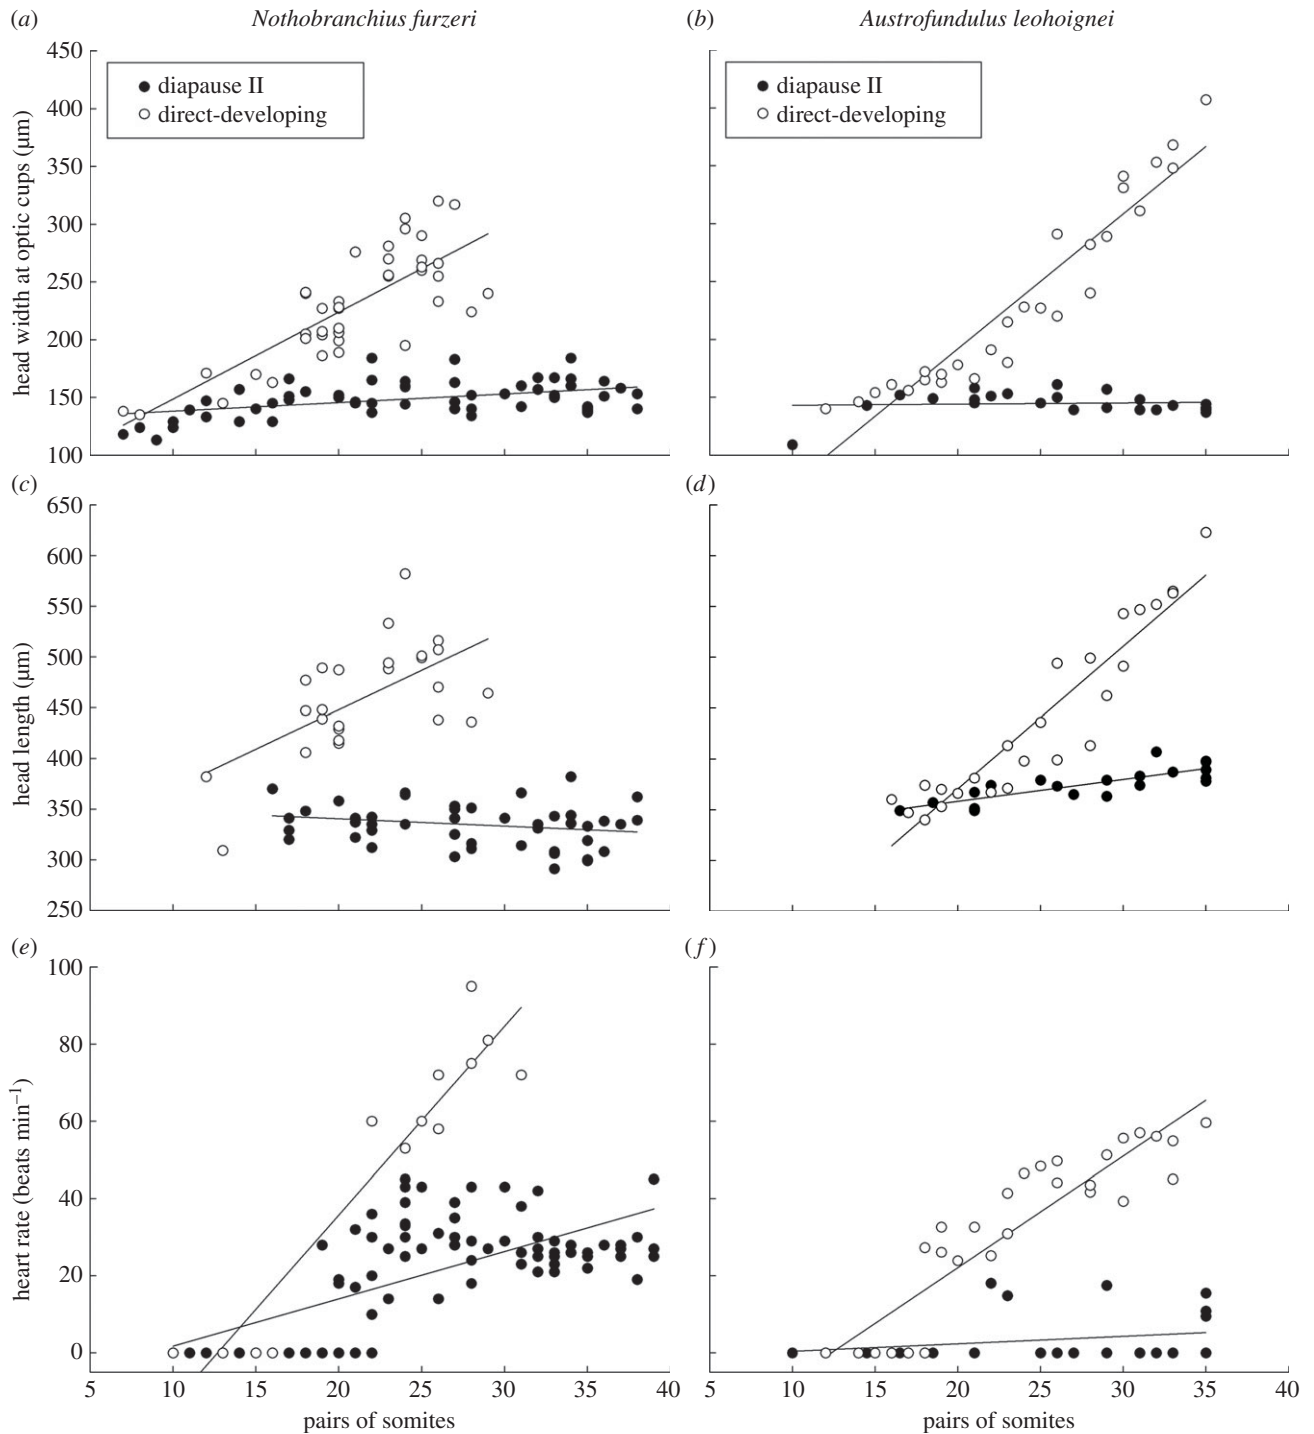 (a) Nothobranchius furzeri (b) Austrofundulus leohoignei
450
400
350
300
250
200
150
100
head width at optic cups (µm)
diapause II
direct-developing
diapause II
direct-developing
(c) (d)
650
600
550
500
450
400
350
300
250
head length (µm)
(e) (f)
100
80
60
40
20
0
heart rate (beats min⁻¹)
5 10 15 20 25 30 35 40 5 10 15 20 25 30 35 40
pairs of somites pairs of somites